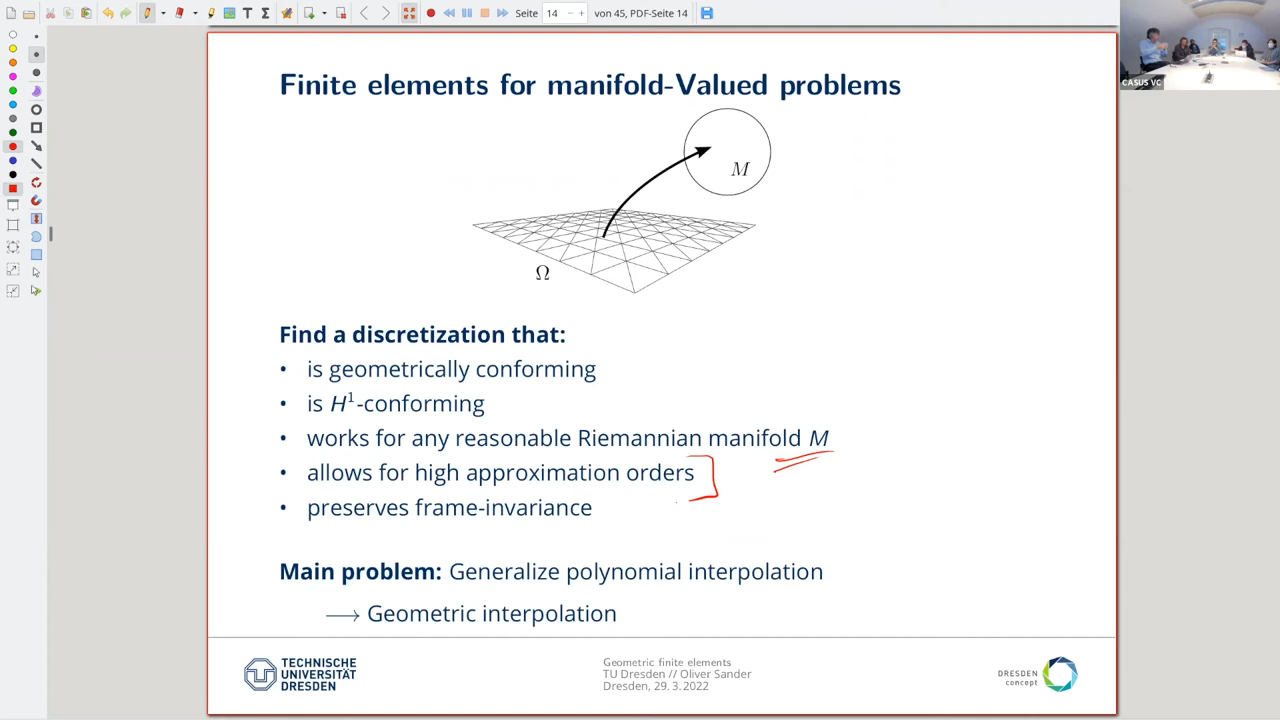 Seite 14 von 45, PDF-Seite 14
CASUS VC
Finite elements for manifold-Valued problems
M
Ω
Find a discretization that:
• is geometrically conforming
• is H¹-conforming
• works for any reasonable Riemannian manifold M
• allows for high approximation orders
• preserves frame-invariance
Main problem: Generalize polynomial interpolation
⟶ Geometric interpolation
TECHNISCHE
UNIVERSITÄT
DRESDEN
Geometric finite elements
TU Dresden // Oliver Sander
Dresden, 29. 3. 2022
DRESDEN
concept